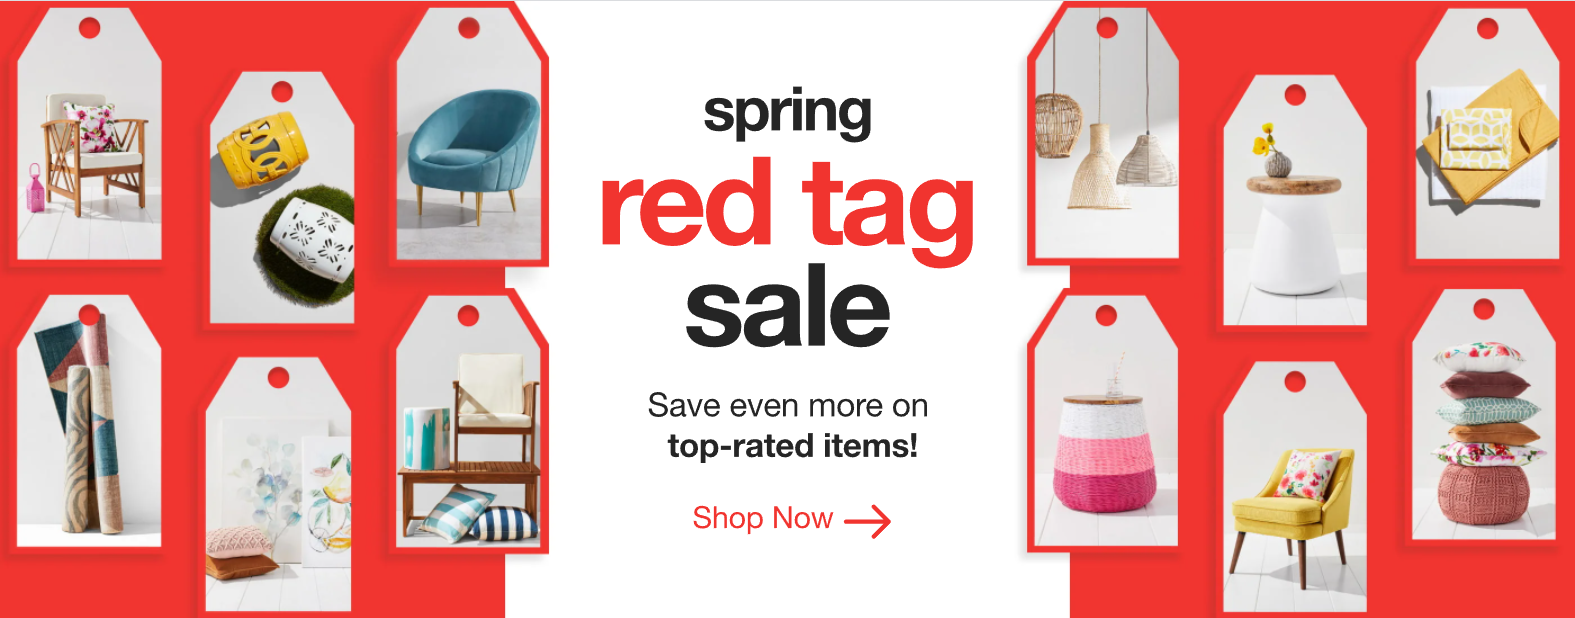 spring
red tag
sale
Save even more on
top-rated items!
Shop Now